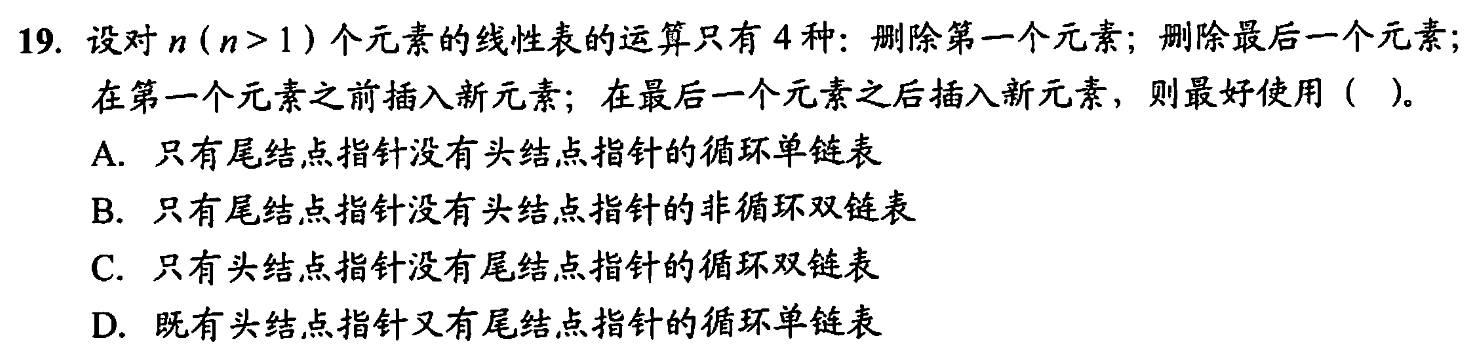 19. 设对 n（n > 1）个元素的线性表的运算只有 4 种：删除第一个元素；删除最后一个元素；
在第一个元素之前插入新元素；在最后一个元素之后插入新元素，则最好使用（ ）。
A. 只有尾结点指针没有头结点指针的循环单链表
B. 只有尾结点指针没有头结点指针的非循环双链表
C. 只有头结点指针没有尾结点指针的循环双链表
D. 既有头结点指针又有尾结点指针的循环单链表